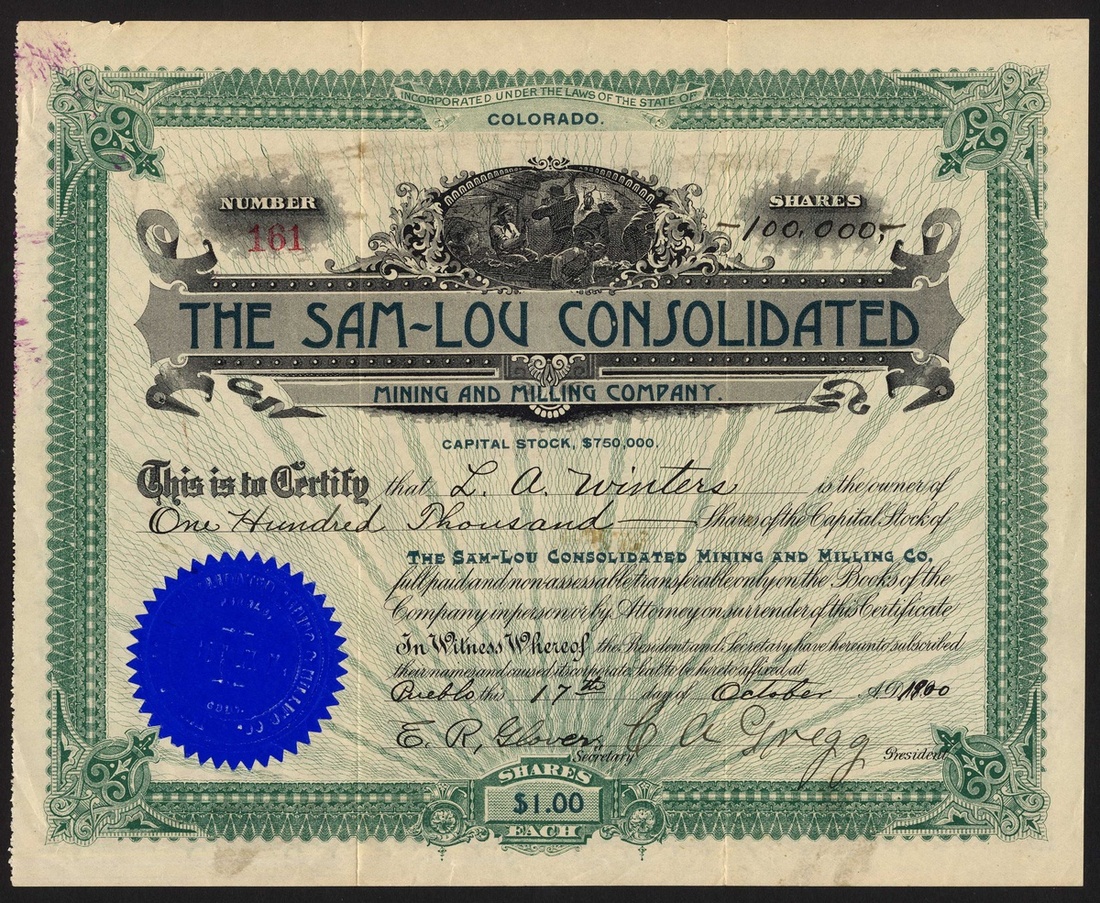 INCORPORATED UNDER THE LAWS OF THE STATE OF
COLORADO.
NUMBER
161
SHARES
-100,000,-
THE SAM-LOU CONSOLIDATED
MINING AND MILLING COMPANY.
CAPITAL STOCK, $750,000.
This is to Certify that L. A. Winters is the owner of
One Hundred Thousand Shares of the Capital Stock of
THE SAM-LOU CONSOLIDATED MINING AND MILLING CO.
full paid and non-assessable transferable only on the Books of the
Company in person or by Attorney on surrender of this Certificate
In Witness Whereof the President and Secretary have hereunto subscribed
their names and caused its corporate seal to be hereto affixed at
Pueblo this 17th day of October A.D. 1900
E. R. Glover, C A Gregg
Secretary President
SHARES
$1.00
EACH